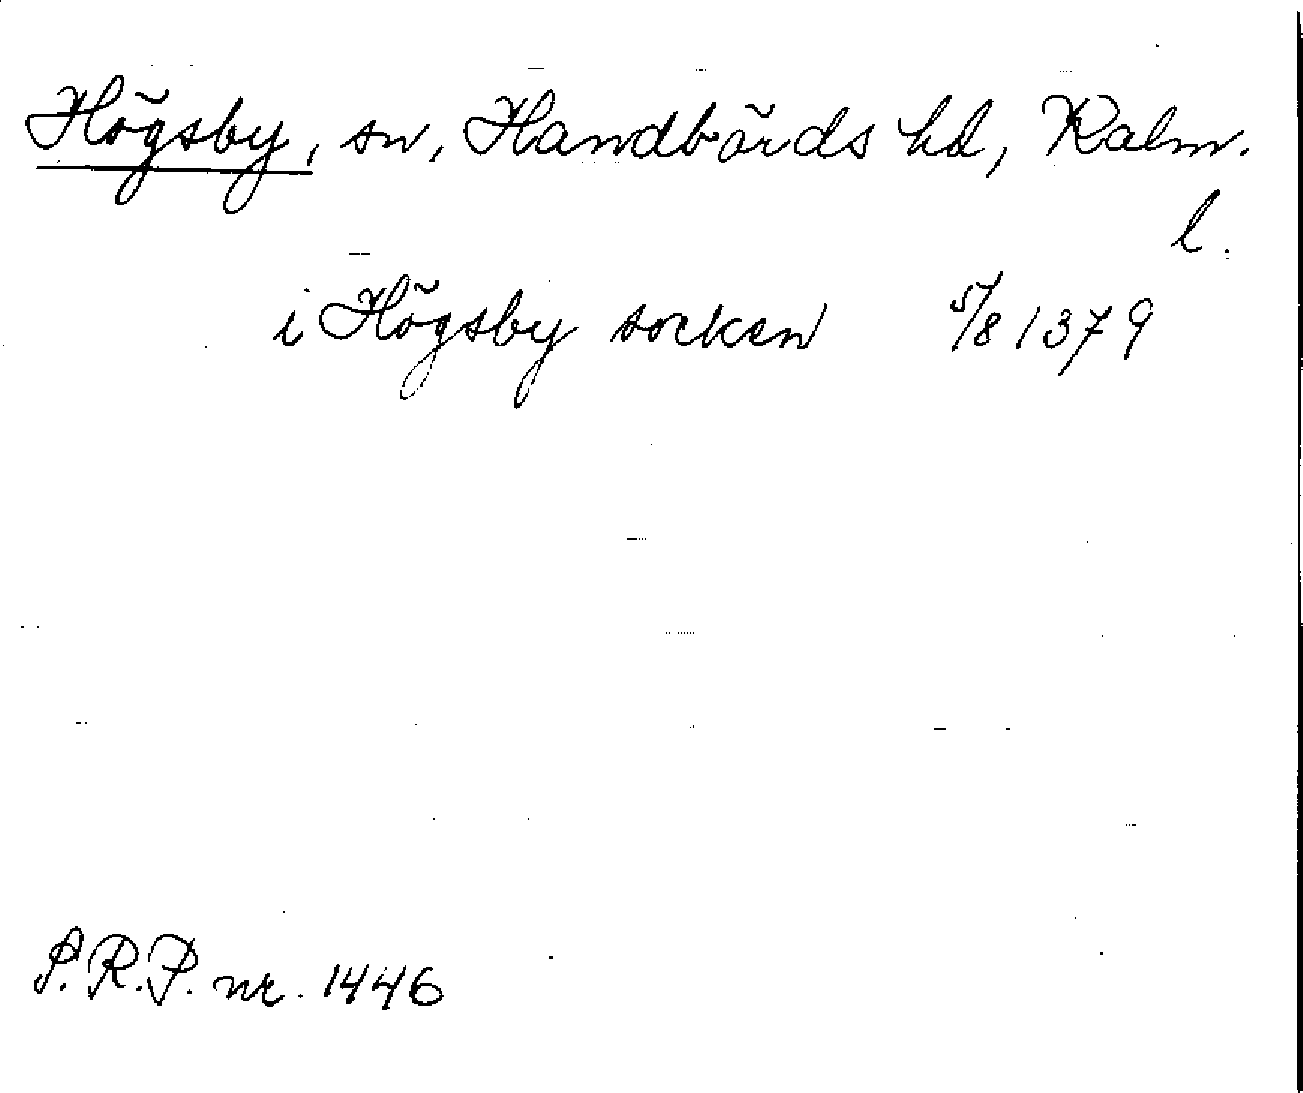 Högsby, sn, Handbörds hd, Kalm.
l.
i Högsby socken 5/8 1379
S.R.P. nr. 1446